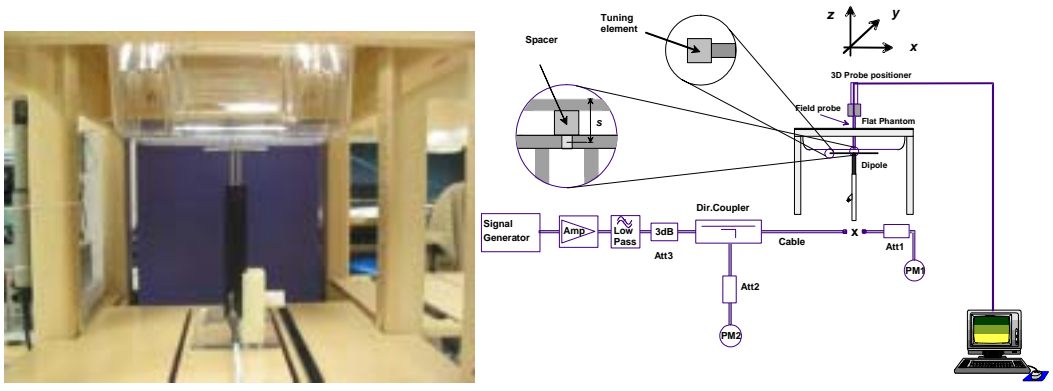 Tuning
element
Spacer
s
z
y
x
3D Probe positioner
Field probe
Flat Phantom
Dipole
Signal
Generator
Amp
Low
Pass
3dB
Att3
Dir.Coupler
Cable
x
Att1
PM1
Att2
PM2